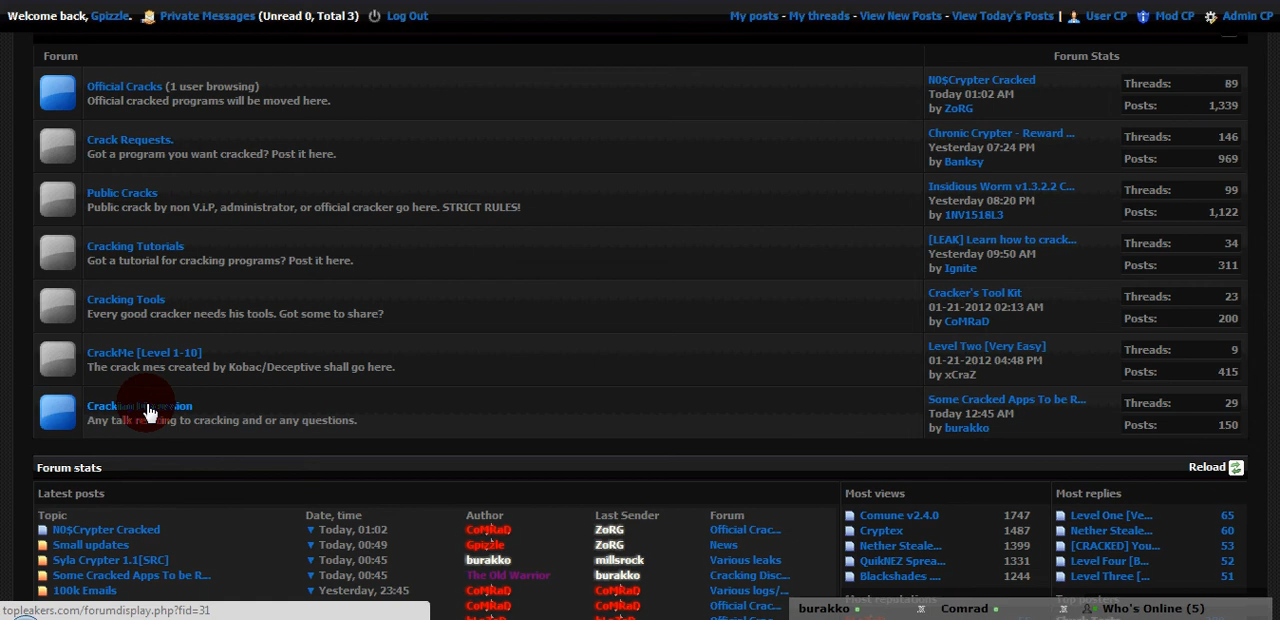 Welcome back, Gpizzle. Private Messages (Unread 0, Total 3) Log Out My posts - My threads - View New Posts - View Today's Posts | User CP Mod CP Admin CP
Forum Forum Stats
Official Cracks (1 user browsing)
Official cracked programs will be moved here.
N0$Crypter Cracked
Today 01:02 AM
by ZoRG
Threads: 89
Posts: 1,339
Crack Requests.
Got a program you want cracked? Post it here.
Chronic Crypter - Reward ...
Yesterday 07:24 PM
by Banksy
Threads: 146
Posts: 969
Public Cracks
Public crack by non V.i.P, administrator, or official cracker go here. STRICT RULES!
Insidious Worm v1.3.2.2 C...
Yesterday 08:20 PM
by 1NV1518L3
Threads: 99
Posts: 1,122
Cracking Tutorials
Got a tutorial for cracking programs? Post it here.
[LEAK] Learn how to crack...
Yesterday 09:50 AM
by Ignite
Threads: 34
Posts: 311
Cracking Tools
Every good cracker needs his tools. Got some to share?
Cracker's Tool Kit
01-21-2012 02:13 AM
by CoMRaD
Threads: 23
Posts: 200
CrackMe [Level 1-10]
The crack mes created by Kobac/Deceptive shall go here.
Level Two [Very Easy]
01-21-2012 04:48 PM
by xCraZ
Threads: 9
Posts: 415
Any talk to cracking and or any questions.
Some Cracked Apps To be R...
Today 12:45 AM
by burakko
Threads: 29
Posts: 150
Forum stats Reload
Latest posts Most views Most replies
Topic Date, time Author Last Sender Forum
N0$Crypter Cracked Today, 01:02 CoMRaD ZoRG Official Crac...
Small updates Today, 00:49 Gpizzle ZoRG News
Syla Crypter 1.1[SRC] Today, 00:45 burakko millsrock Various leaks
Some Cracked Apps To be R... Today, 00:45 The Old Warrior burakko Cracking Disc...
100k Emails Yesterday, 23:45 CoMRaD CoMRaD Various logs/...
CoMRaD CoMRaD Official Crac...
Comune v2.4.0 1747
Cryptex 1487
Nether Steale... 1399
QuikNEZ Sprea... 1331
Blackshades .... 1244
Level One [Ve... 65
Nether Steale... 60
[CRACKED] You... 53
Level Four [B... 52
Level Three [... 51
Most reputations
topleakers.com/forumdisplay.php?fid=31
burakko Comrad Who's Online (5)